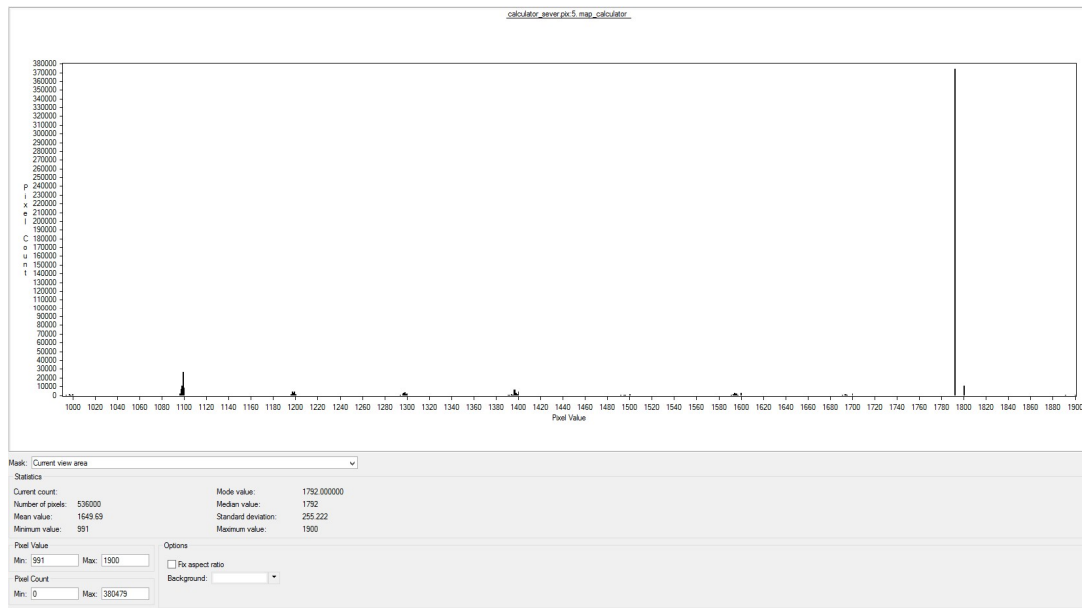 calculator_sever.pix:5. map_calculator
380000
370000
360000
350000
340000
330000
320000
310000
300000
290000
280000
270000
260000
250000
240000
230000
220000
210000
200000
190000
180000
170000
160000
150000
140000
130000
120000
110000
100000
90000
80000
70000
60000
50000
40000
30000
20000
10000
0
Pixel Count
1000 1020 1040 1060 1080 1100 1120 1140 1160 1180 1200 1220 1240 1260 1280 1300 1320 1340 1360 1380 1400 1420 1440 1460 1480 1500 1520 1540 1560 1580 1600 1620 1640 1660 1680 1700 1720 1740 1760 1780 1800 1820 1840 1860 1880 1900
Pixel Value
Mask: Current view area
Statistics
Current count: Mode value: 1792.000000
Number of pixels: 536000 Median value: 1792
Mean value: 1649.69 Standard deviation: 255.222
Minimum value: 991 Maximum value: 1900
Pixel Value Options
Min: 991 Max: 1900 Fix aspect ratio
Pixel Count Background:
Min: 0 Max: 380479